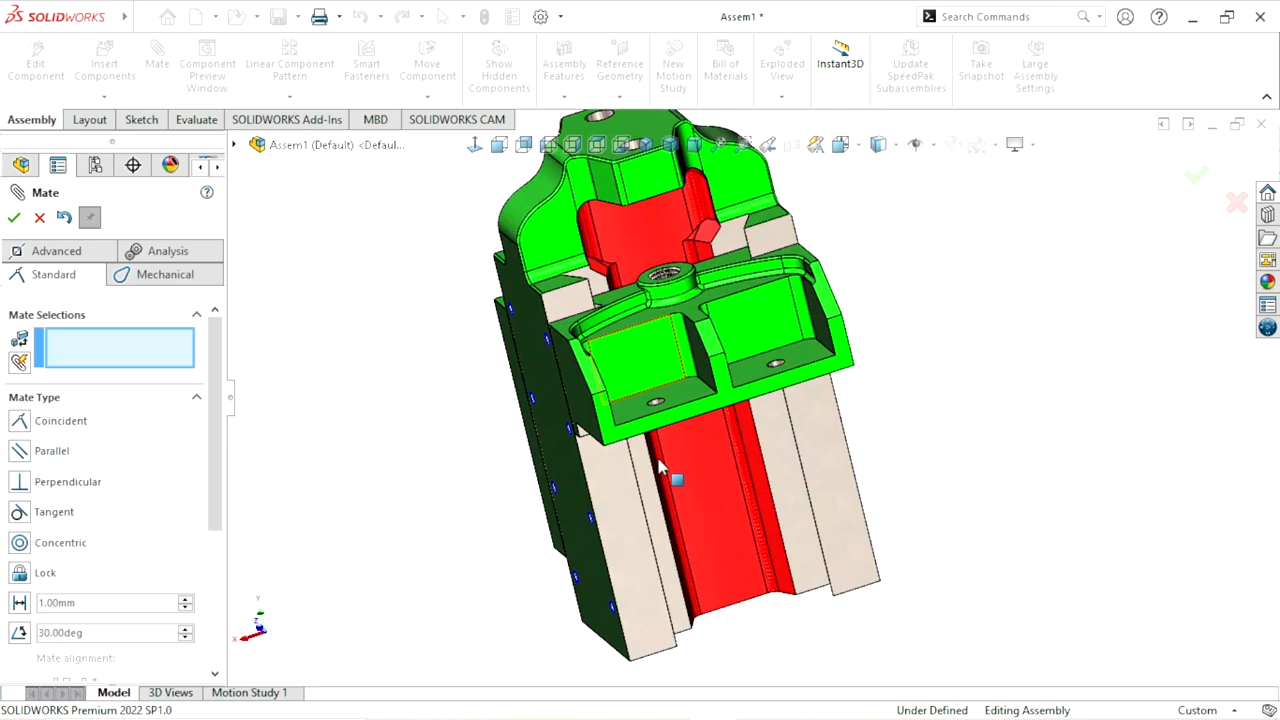 SOLIDWORKS
Assem1 *
Search Commands
Edit
Component
Insert
Components
Mate
Component
Preview
Window
Linear Component
Pattern
Smart
Fasteners
Move
Component
Show
Hidden
Components
Assembly
Features
Reference
Geometry
New
Motion
Study
Bill of
Materials
Exploded
View
Instant3D
Update
SpeedPak
Subassemblies
Take
Snapshot
Large
Assembly
Settings
Assembly
Layout
Sketch
Evaluate
SOLIDWORKS Add-Ins
MBD
SOLIDWORKS CAM
Assem1 (Default) <Defaul...
Mate
Advanced
Analysis
Standard
Mechanical
Mate Selections
Mate Type
Coincident
Parallel
Perpendicular
Tangent
Concentric
Lock
1.00mm
30.00deg
Mate alignment:
Y
Z
X
Model
3D Views
Motion Study 1
SOLIDWORKS Premium 2022 SP1.0
Under Defined
Editing Assembly
Custom